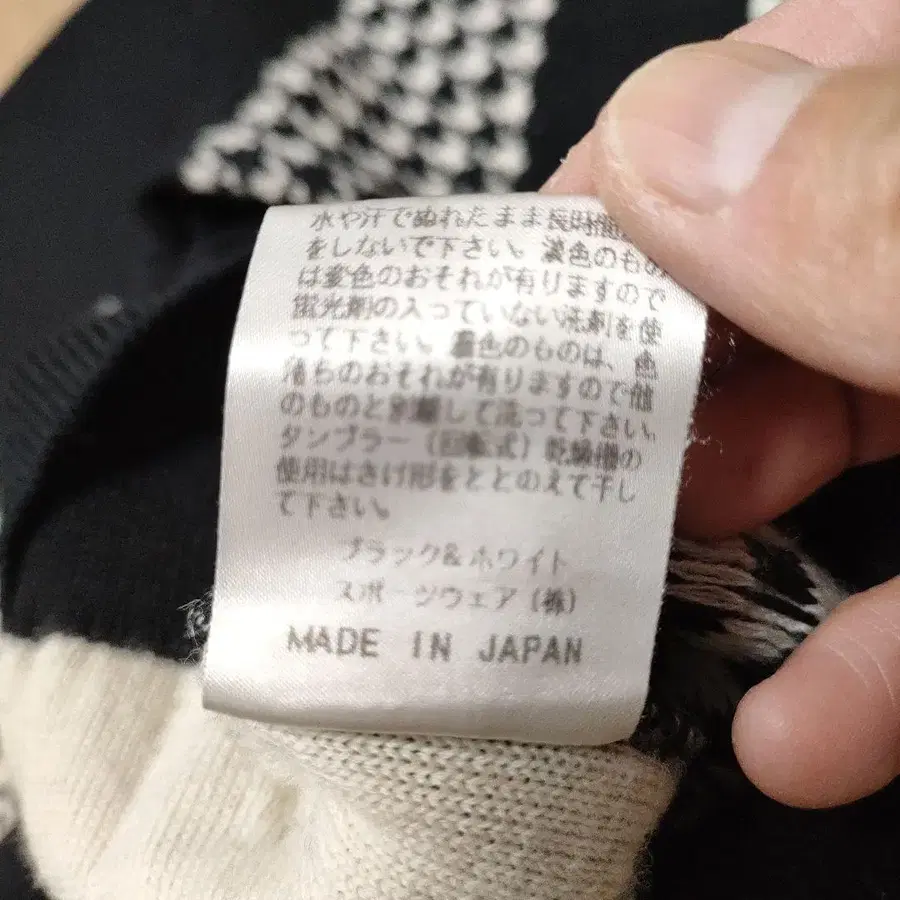 水や汗でぬれたまま長時間
をしないで下さい。淡色のもの
は変色のおそれが有りますので
蛍光剤の入っていない洗剤を使
って下さい。濃色のものは、色
落ちのおそれが有りますので他
のものと区別して洗って下さい。
タンブラー(回転式)乾燥機の
使用はさけ形をととのえて干し
て下さい。
ブラック&ホワイト
スポーツウェア(株)
MADE IN JAPAN